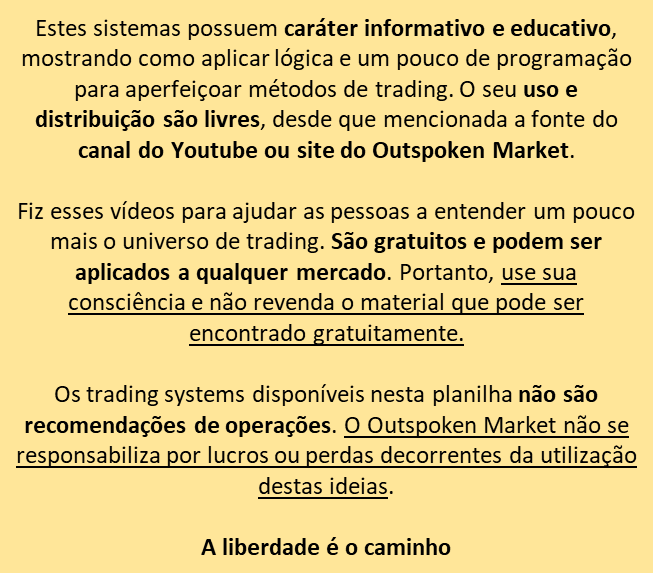 Estes sistemas possuem caráter informativo e educativo,
mostrando como aplicar lógica e um pouco de programação
para aperfeiçoar métodos de trading. O seu uso e
distribuição são livres, desde que mencionada a fonte do
canal do Youtube ou site do Outspoken Market.
Fiz esses vídeos para ajudar as pessoas a entender um pouco
mais o universo de trading. São gratuitos e podem ser
aplicados a qualquer mercado. Portanto, use sua
consciência e não revenda o material que pode ser
encontrado gratuitamente.
Os trading systems disponíveis nesta planilha não são
recomendações de operações. O Outspoken Market não se
responsabiliza por lucros ou perdas decorrentes da utilização
destas ideias.
A liberdade é o caminho